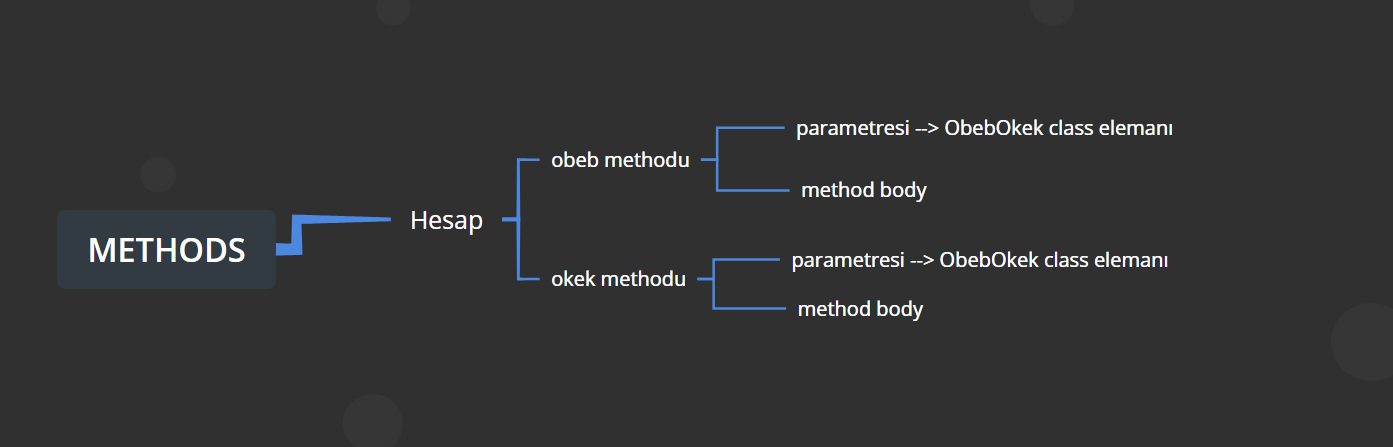 METHODS
Hesap
obeb methodu
parametresi --> ObebOkek class elemanı
method body
okek methodu
parametresi --> ObebOkek class elemanı
method body